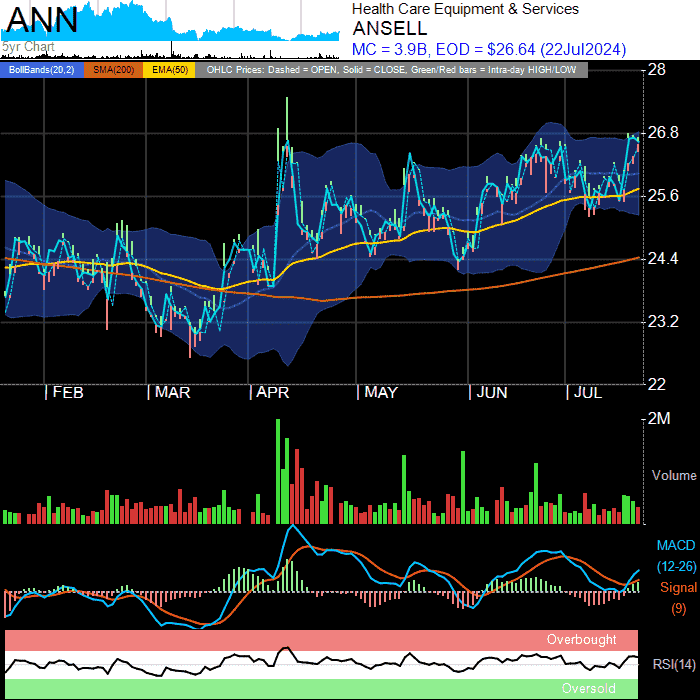 ANN
Health Care Equipment & Services
ANSELL
MC = 3.9B, EOD = $26.64 (22Jul2024)
5yr Chart
BollBands(20,2) SMA(200) EMA(50) OHLC Prices: Dashed = OPEN, Solid = CLOSE, Green/Red bars = Intra-day HIGH/LOW
28
26.8
25.6
24.4
23.2
22
FEB MAR APR MAY JUN JUL
2M
Volume
MACD
(12-26)
Signal
(9)
Overbought
RSI(14)
Oversold